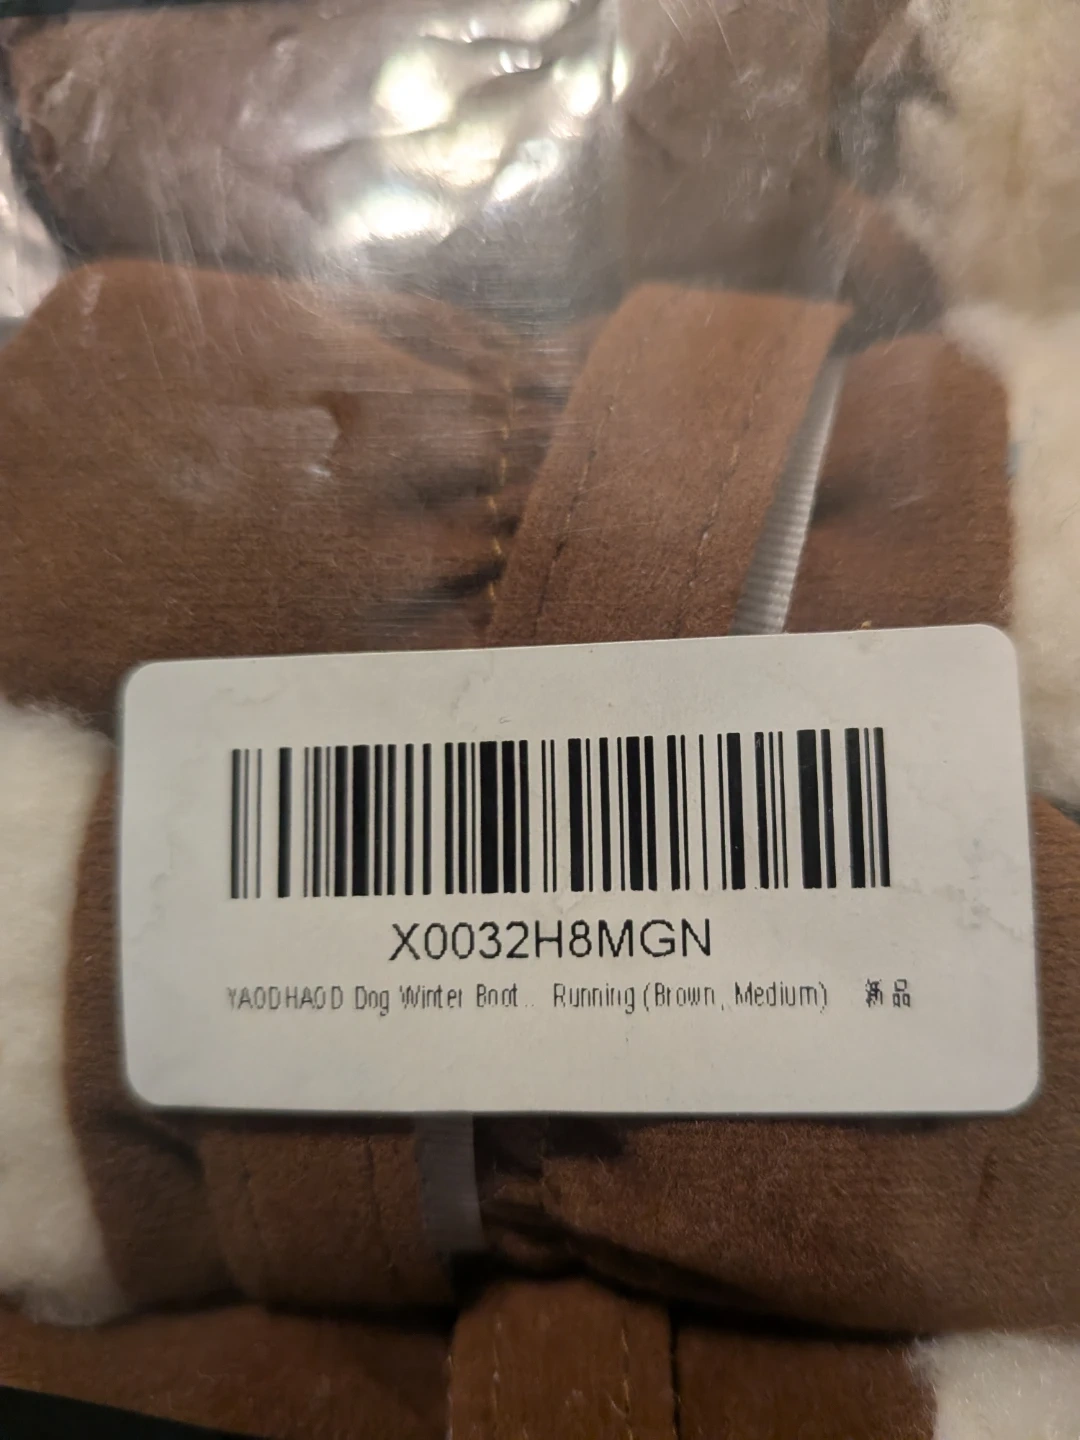 X0032H8MGN
YAODHAOD Dog Winter Boot... Running (Brown, Medium) 新品